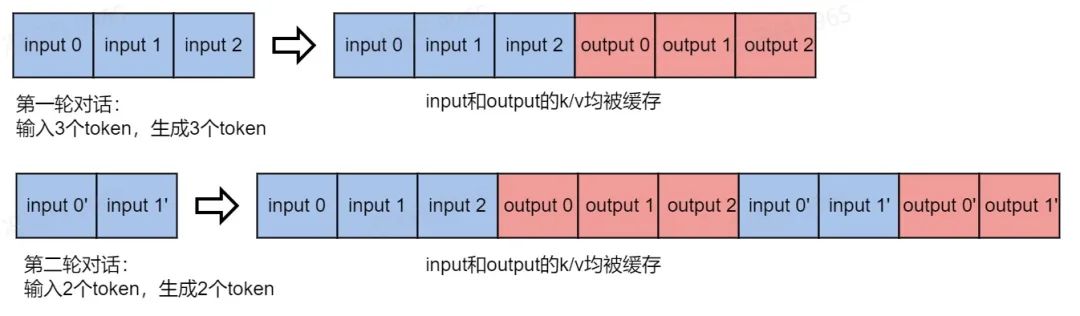 input 0 input 1 input 2 input 0 input 1 input 2 output 0 output 1 output 2
第一轮对话：
输入3个token，生成3个token
input和output的k/v均被缓存
input 0' input 1' input 0 input 1 input 2 output 0 output 1 output 2 input 0' input 1' output 0' output 1'
第二轮对话：
输入2个token，生成2个token
input和output的k/v均被缓存